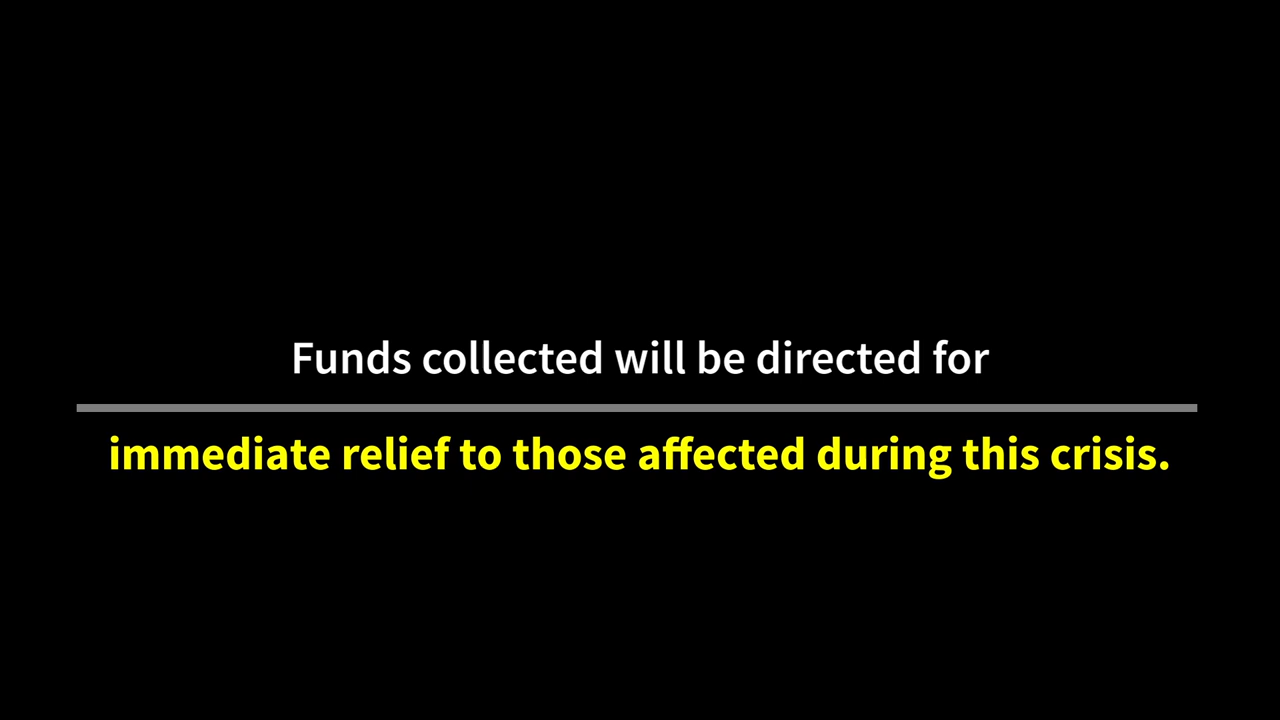 Funds collected will be directed for
immediate relief to those affected during this crisis.